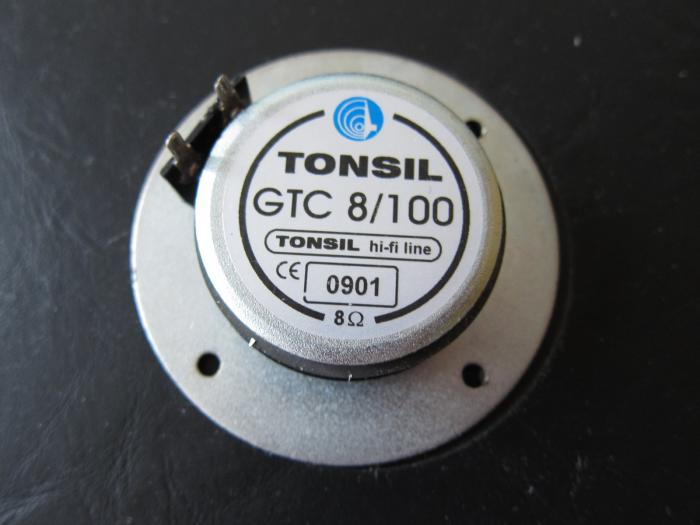 TONSIL
GTC 8/100
TONSIL hi-fi line
CE 0901
8Ω